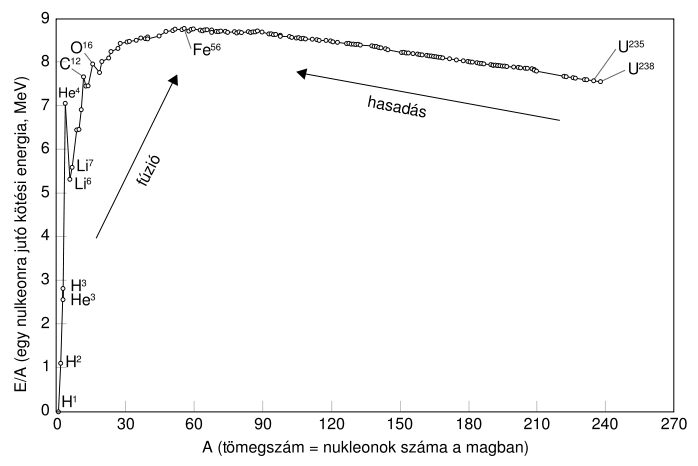 9
8
7
6
5
4
3
2
1
0
E/A (egy nulkeonra jutó kötési energia, MeV)
O¹⁶
C¹²
He⁴
Li⁷
Li⁶
H³
He³
H²
H¹
Fe⁵⁶
U²³⁵
U²³⁸
fúzió
hasadás
0 30 60 90 120 150 180 210 240 270
A (tömegszám = nukleonok száma a magban)